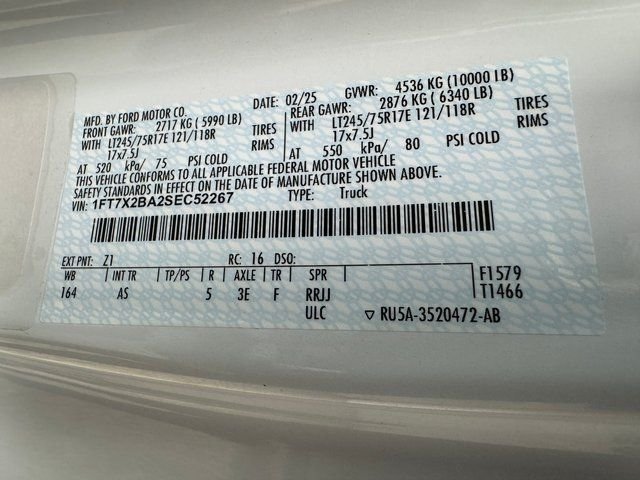 MFD. BY FORD MOTOR CO. DATE: 02/25 GVWR: 4536 KG (10000 LB)
FRONT GAWR: 2717 KG ( 5990 LB) REAR GAWR: 2876 KG ( 6340 LB)
WITH LT245/75R17E 121/118R TIRES WITH LT245/75R17E 121/118R TIRES
17x7.5J RIMS 17x7.5J RIMS
AT 520 kPa/ 75 PSI COLD AT 550 kPa/ 80 PSI COLD
THIS VEHICLE CONFORMS TO ALL APPLICABLE FEDERAL MOTOR VEHICLE
SAFETY STANDARDS IN EFFECT ON THE DATE OF MANUFACTURE SHOWN ABOVE.
VIN: 1FT7X2BA2SEC52267 TYPE: Truck
EXT PNT: Z1 RC: 16 DSO:
WB INT TR TP/PS R AXLE TR SPR F1579
164 AS 5 3E F RRJJ T1466
ULC ▽ RU5A-3520472-AB